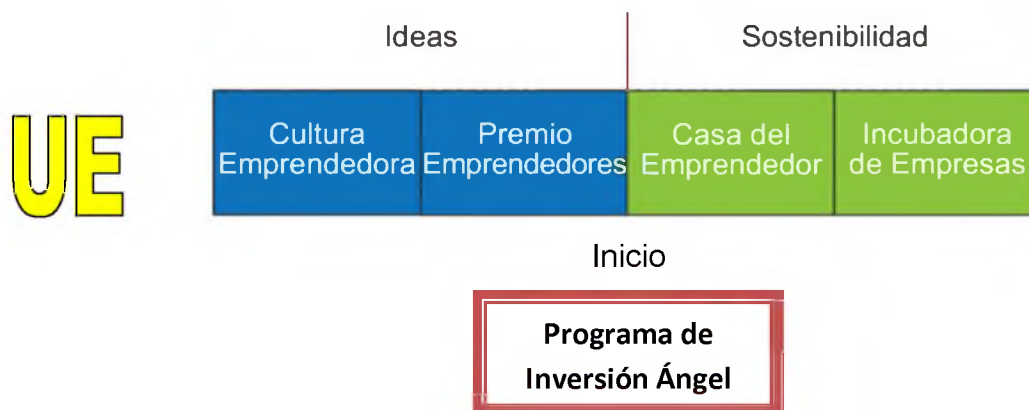 Ideas
Sostenibilidad
UE
Cultura
Emprendedora
Premio
Emprendedores
Casa del
Emprendedor
Incubadora
de Empresas
Inicio
Programa de
Inversión Ángel